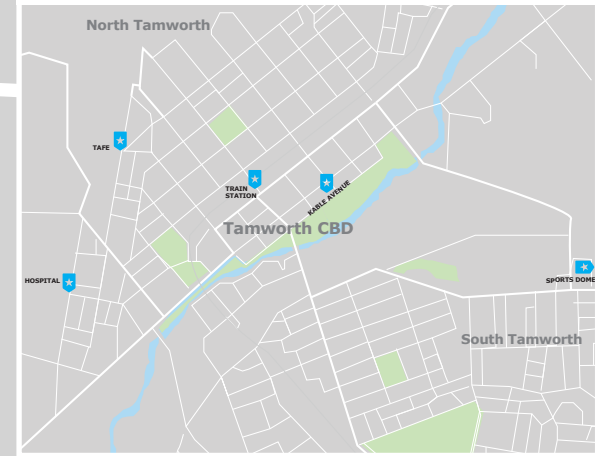 North Tamworth
TAFE
TRAIN
STATION
KABLE AVENUE
Tamworth CBD
HOSPITAL
SPORTS DOME
South Tamworth